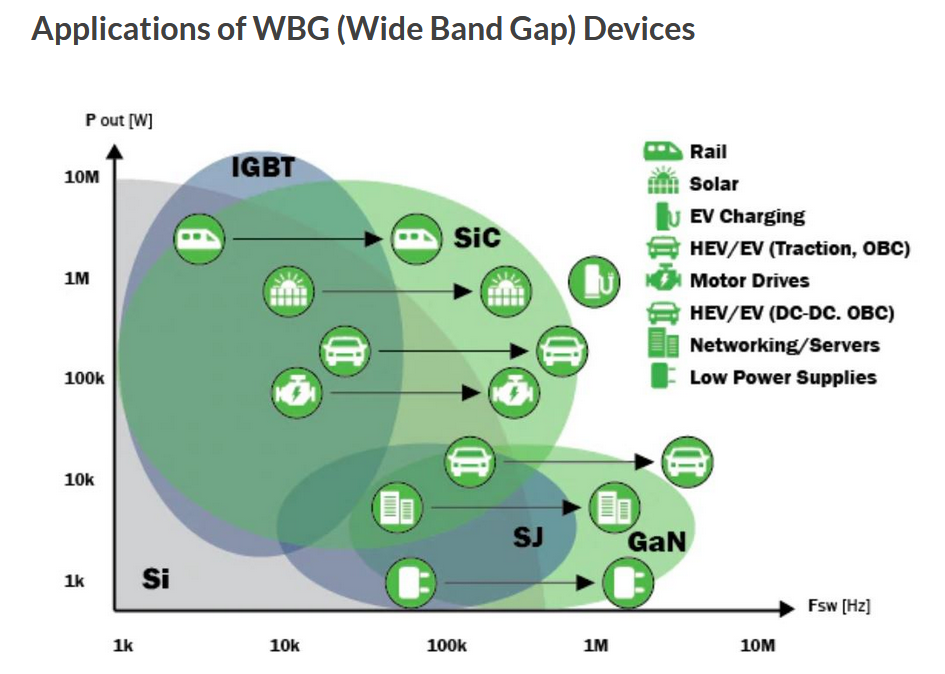 Applications of WBG (Wide Band Gap) Devices
P out [W]
10M
1M
100k
10k
1k
IGBT
SiC
SJ
GaN
Si
Rail
Solar
EV Charging
HEV/EV (Traction, OBC)
Motor Drives
HEV/EV (DC-DC. OBC)
Networking/Servers
Low Power Supplies
Fsw [Hz]
1k
10k
100k
1M
10M